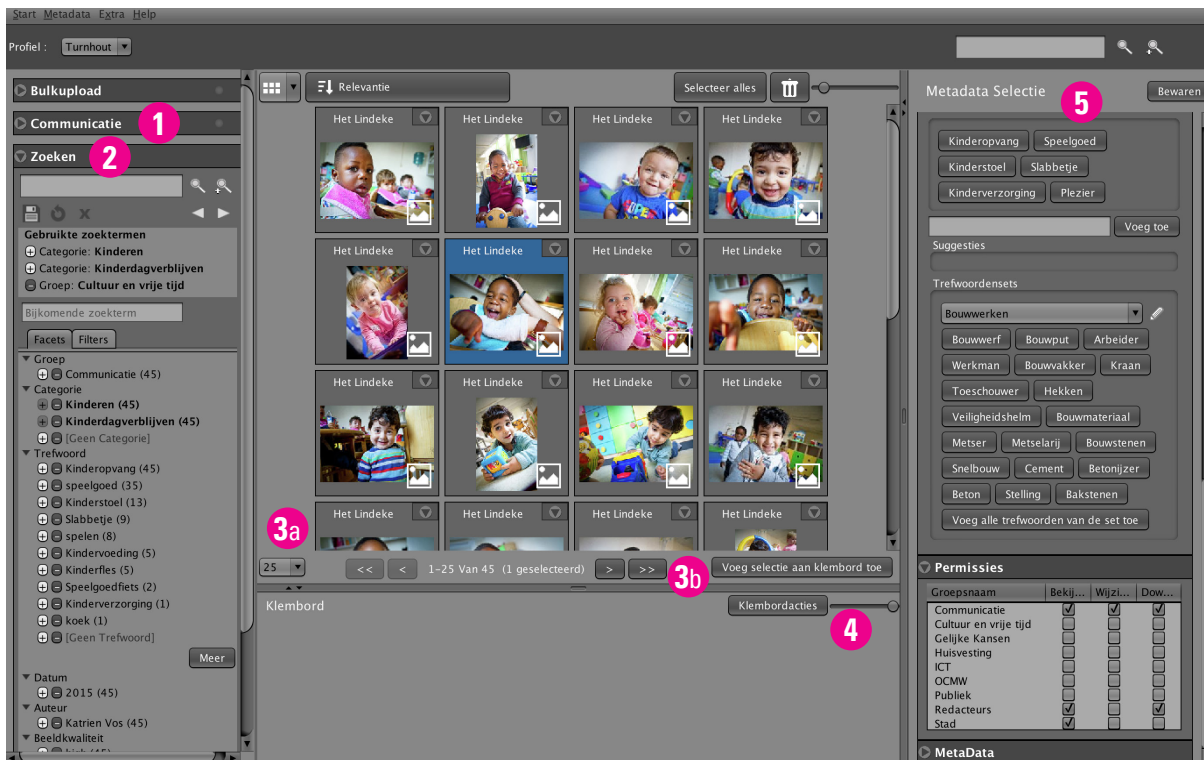 Start Metadata Extra Help
Profiel : Turnhout
Bulkupload
Communicatie 1
Zoeken 2
Gebruikte zoektermen
Categorie: Kinderen
Categorie: Kinderdagverblijven
Groep: Cultuur en vrije tijd
Bijkomende zoekterm
Facets Filters
Groep
Communicatie (45)
Categorie
Kinderen (45)
Kinderdagverblijven (45)
[Geen Categorie]
Trefwoord
Kinderopvang (45)
speelgoed (35)
Kinderstoel (13)
Slabbetje (9)
spelen (8)
Kindervoeding (5)
Kinderfles (5)
Speelgoedfiets (2)
Kinderverzorging (1)
koek (1)
[Geen Trefwoord]
Meer
Datum
2015 (45)
Auteur
Katrien Vos (45)
Beeldkwaliteit
Relevantie
Selecteer alles
Het Lindeke Het Lindeke Het Lindeke Het Lindeke
Het Lindeke Het Lindeke Het Lindeke Het Lindeke
Het Lindeke Het Lindeke Het Lindeke Het Lindeke
Het Lindeke Het Lindeke Het Lindeke Het Lindeke
3a
25 << < 1-25 Van 45 (1 geselecteerd) > >> 3b Voeg selectie aan klembord toe
Klembord Klembordacties
4
Metadata Selectie 5 Bewaren
Kinderopvang Speelgoed
Kinderstoel Slabbetje
Kinderverzorging Plezier
Voeg toe
Suggesties
Trefwoordensets
Bouwwerken
Bouwwerf Bouwput Arbeider
Werkman Bouwvakker Kraan
Toeschouwer Hekken
Veiligheidshelm Bouwmateriaal
Metser Metselarij Bouwstenen
Snelbouw Cement Betonijzer
Beton Stelling Bakstenen
Voeg alle trefwoorden van de set toe
Permissies
Groepsnaam Bekij... Wijzi... Dow...
Communicatie
Cultuur en vrije tijd
Gelijke Kansen
Huisvesting
ICT
OCMW
Publiek
Redacteurs
Stad
MetaData